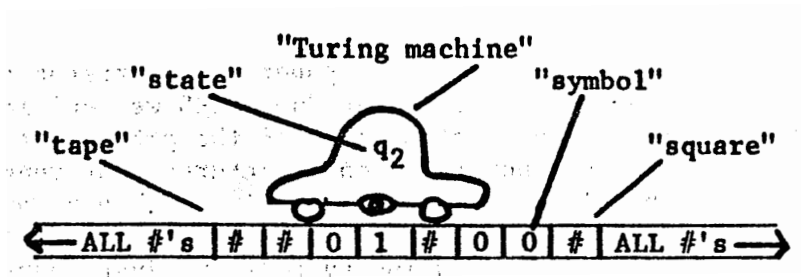 "Turing machine"
"state"
"symbol"
"tape"
q2
"square"
ALL #'s # # 0 1 # 0 0 # ALL #'s